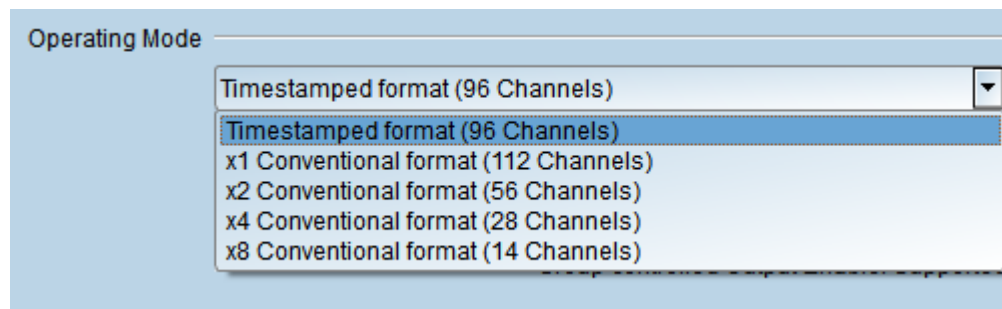 Operating Mode
Timestamped format (96 Channels)
Timestamped format (96 Channels)
x1 Conventional format (112 Channels)
x2 Conventional format (56 Channels)
x4 Conventional format (28 Channels)
x8 Conventional format (14 Channels)